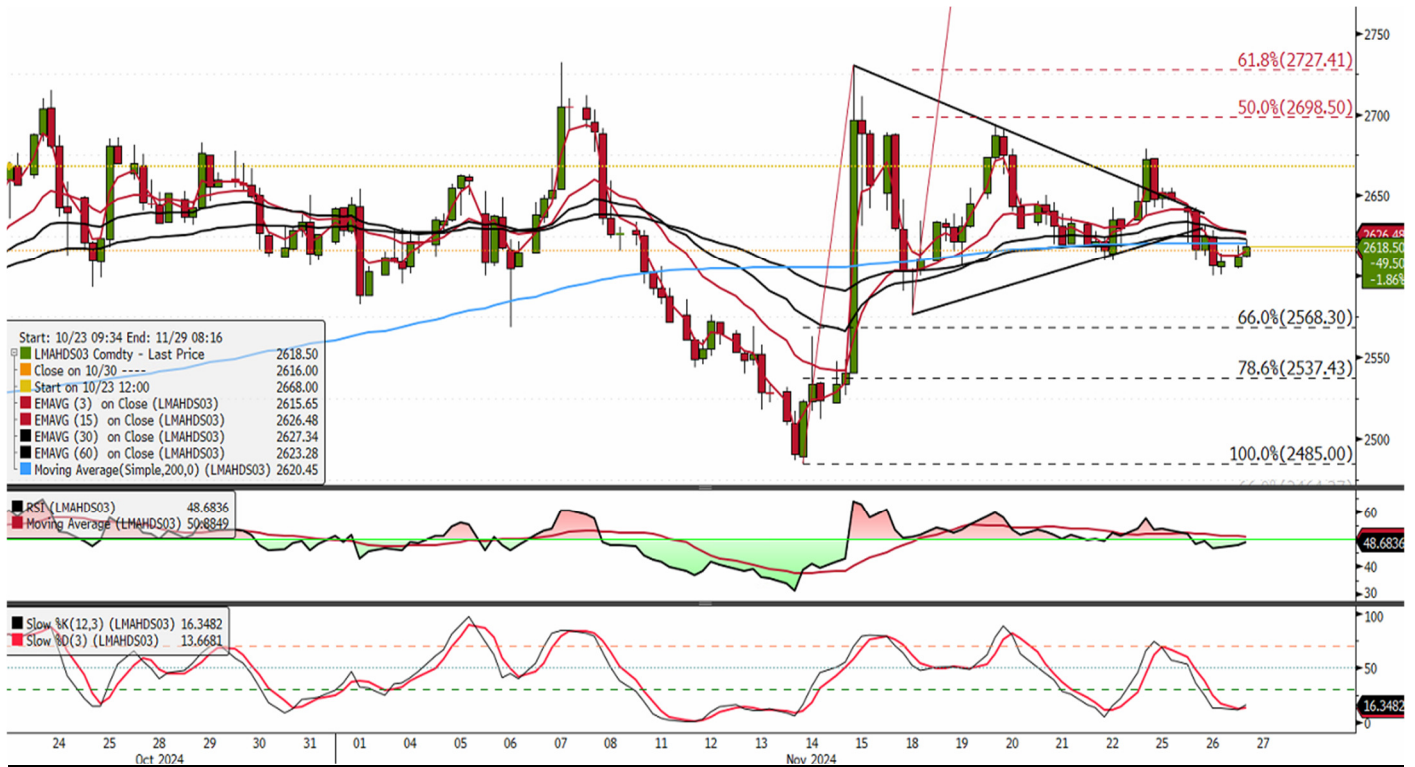 2750
61.8%(2727.41)
2700
50.0%(2698.50)
2650
2626.48
2618.50
-49.50
-1.86%
66.0%(2568.30)
2550
78.6%(2537.43)
2500
100.0%(2485.00)
Start: 10/23 09:34 End: 11/29 08:16
LMAHDS03 Comdty - Last Price 2618.50
Close on 10/30 ---- 2616.00
Start on 10/23 12:00 2668.00
EMAVG (3) on Close (LMAHDS03) 2615.65
EMAVG (15) on Close (LMAHDS03) 2626.48
EMAVG (30) on Close (LMAHDS03) 2627.34
EMAVG (60) on Close (LMAHDS03) 2623.28
Moving Average(Simple,200,0) (LMAHDS03) 2620.45
RSI (LMAHDS03) 48.6836
Moving Average (LMAHDS03) 50.8849
60
48.6836
40
30
Slow %K(12,3) (LMAHDS03) 16.3482
Slow %D(3) (LMAHDS03) 13.6681
100
50
16.3482
0
24 25 28 29 30 31 01 04 05 06 07 08 11 12 13 14 15 18 19 20 21 22 25 26 27
Oct 2024 Nov 2024